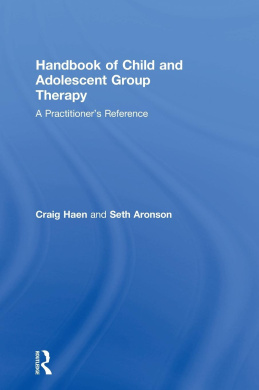 Handbook of Child and
Adolescent Group
Therapy
A Practitioner's Reference
Craig Haen and Seth Aronson
ROUTLEDGE